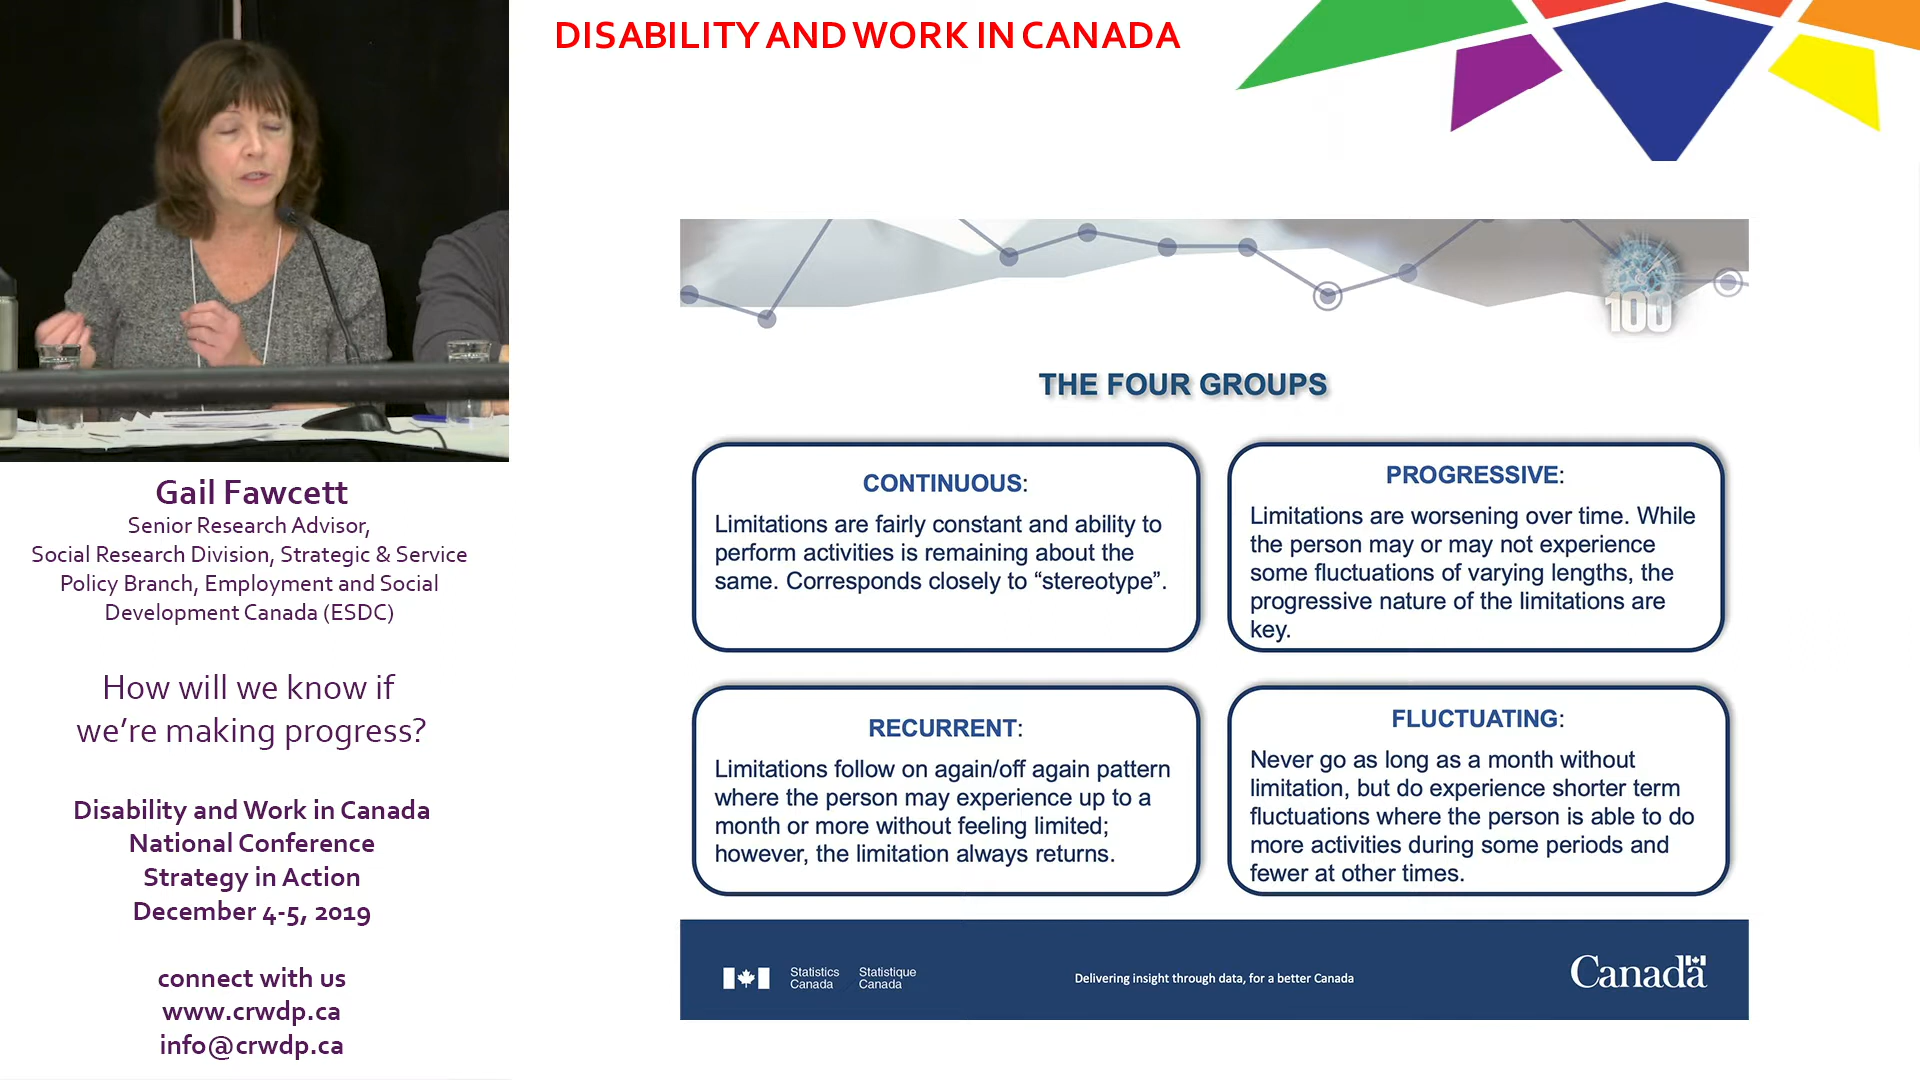 DISABILITY AND WORK IN CANADA
Gail Fawcett
Senior Research Advisor,
Social Research Division, Strategic & Service
Policy Branch, Employment and Social
Development Canada (ESDC)
How will we know if
we're making progress?
Disability and Work in Canada
National Conference
Strategy in Action
December 4-5, 2019
connect with us
www.crwdp.ca
info@crwdp.ca
100
THE FOUR GROUPS
CONTINUOUS:
Limitations are fairly constant and ability to
perform activities is remaining about the
same. Corresponds closely to “stereotype”.
PROGRESSIVE:
Limitations are worsening over time. While
the person may or may not experience
some fluctuations of varying lengths, the
progressive nature of the limitations are
key.
RECURRENT:
Limitations follow on again/off again pattern
where the person may experience up to a
month or more without feeling limited;
however, the limitation always returns.
FLUCTUATING:
Never go as long as a month without
limitation, but do experience shorter term
fluctuations where the person is able to do
more activities during some periods and
fewer at other times.
Statistics
Canada
Statistique
Canada
Delivering insight through data, for a better Canada
Canada